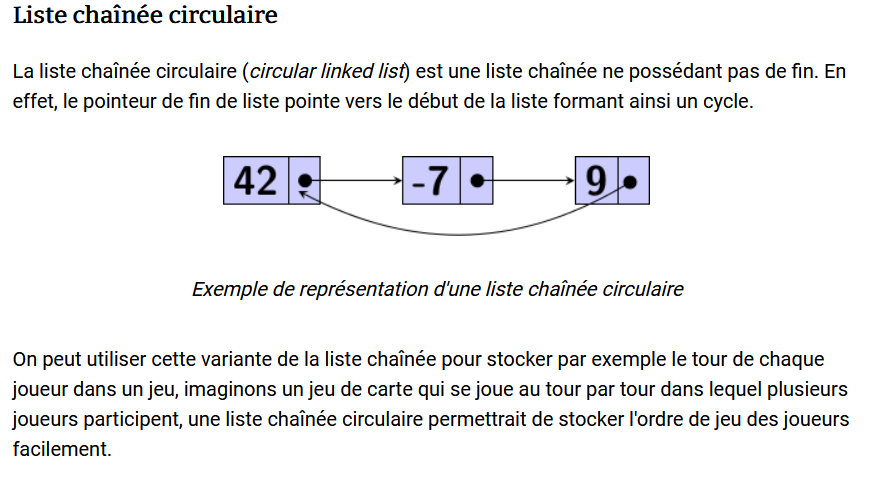 Liste chaînée circulaire
La liste chaînée circulaire (circular linked list) est une liste chaînée ne possédant pas de fin. En
effet, le pointeur de fin de liste pointe vers le début de la liste formant ainsi un cycle.
42 -7 9
Exemple de représentation d'une liste chaînée circulaire
On peut utiliser cette variante de la liste chaînée pour stocker par exemple le tour de chaque
joueur dans un jeu, imaginons un jeu de carte qui se joue au tour par tour dans lequel plusieurs
joueurs participent, une liste chaînée circulaire permettrait de stocker l'ordre de jeu des joueurs
facilement.